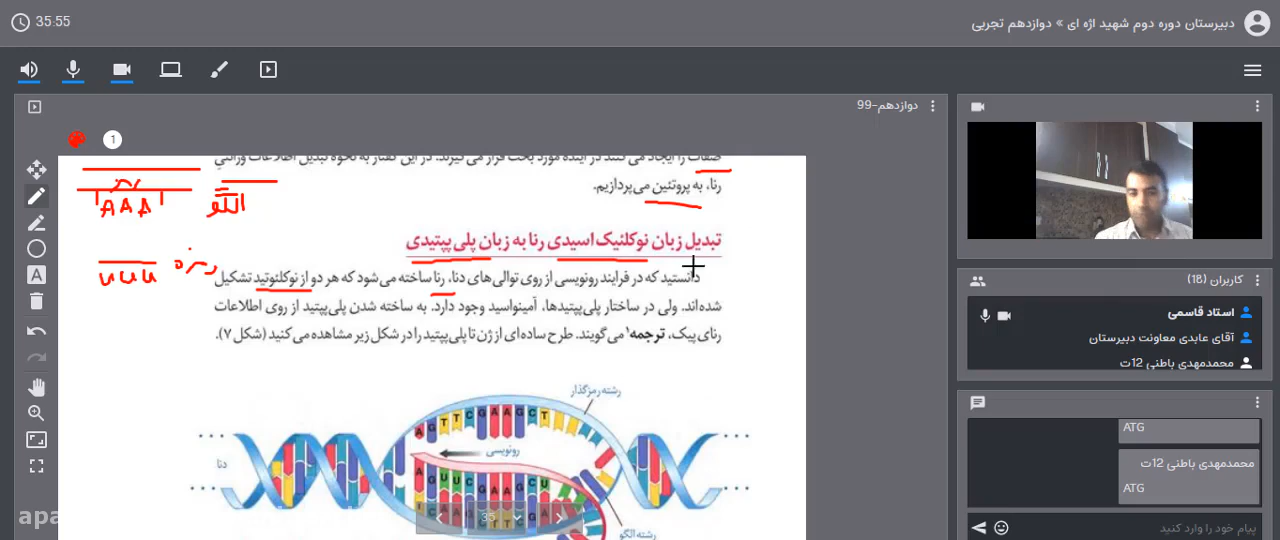 35:55
دبیرستان دوره دوم شهید اژه ای » دوازدهم تجربی
دوازدهم-99
1
صفات را ایجاد می کنند در آینده مورد بحث قرار می گیرند. در این گفتار به نحوه تبدیل اطلاعات وراثتیِ
رنا، به پروتئین می‌پردازیم.
AAA
الگو
تبدیل زبان نوکلئیک اسیدی رنا به زبان پلی پپتیدی
رمزه
uuu
دانستید که در فرایند رونویسی از روی توالی‌های دنا، رنا ساخته می‌شود که هر دو از نوکلئوتید تشکیل
شده‌اند. ولی در ساختار پلی‌پپتیدها، آمینواسید وجود دارد. به ساخته شدن پلی‌پپتید از روی اطلاعات
رنای پیک، ترجمه۱ می‌گویند. طرح ساده‌ای از ژن تا پلی‌پپتید را در شکل زیر مشاهده می‌کنید (شکل ۷).
رشته رمزگذار
AGTTCGAAGCT
رونویسی
دنا
AGUUCGAAGCU
رشته الگو
35
کاربران (18)
استاد قاسمی
آقای عابدی معاونت دبیرستان
محمدمهدی باطنی 12ت
ATG
محمدمهدی باطنی 12ت
ATG
پیام خود را وارد کنید
apa